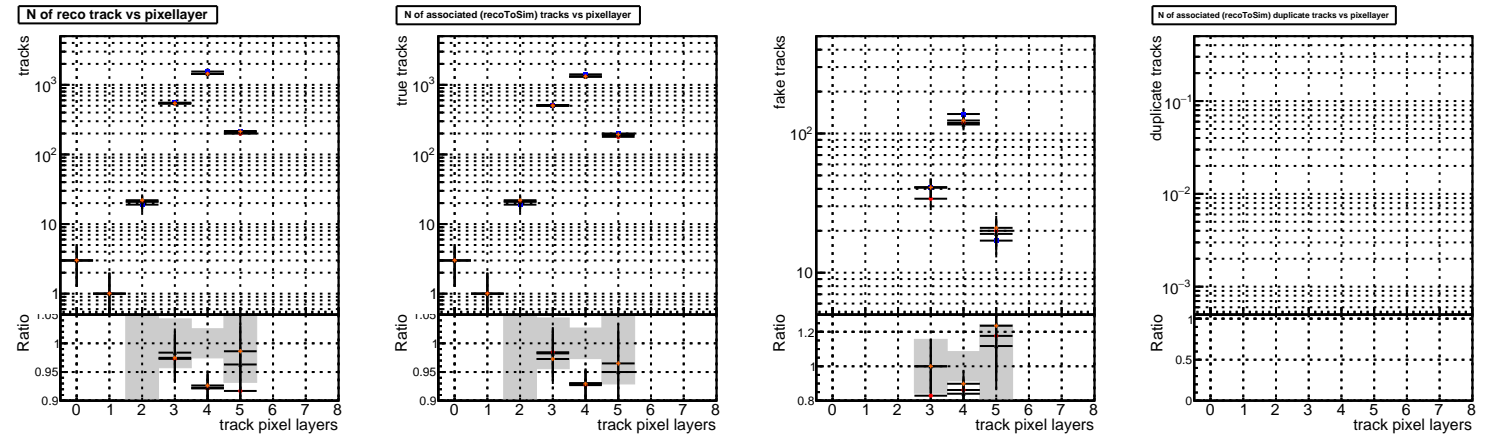 N of reco track vs pixellayer
tracks
10³
10²
10
1
Ratio
1.05
1
0.95
0.9
0 1 2 3 4 5 6 7 8
track pixel layers
N of associated (recoToSim) tracks vs pixellayer
true tracks
10³
10²
10
1
Ratio
1.05
1
0.95
0.9
0 1 2 3 4 5 6 7 8
track pixel layers
fake tracks
10²
10
Ratio
1.2
1
0.8
0 1 2 3 4 5 6 7 8
track pixel layers
N of associated (recoToSim) duplicate tracks vs pixellayer
duplicate tracks
10⁻¹
10⁻²
10⁻³
Ratio
1
0.5
0
0 1 2 3 4 5 6 7 8
track pixel layers